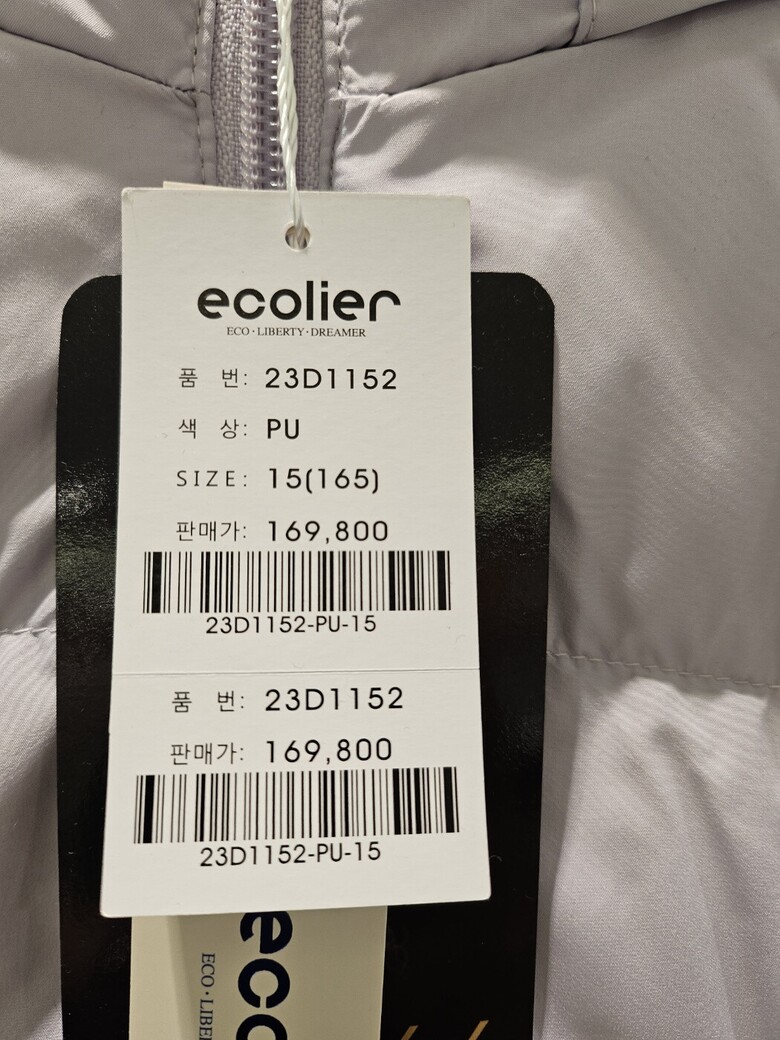 ecolier
ECO·LIBERTY·DREAMER
품 번: 23D1152
색 상: PU
SIZE: 15(165)
판매가: 169,800
23D1152-PU-15
품 번: 23D1152
판매가: 169,800
23D1152-PU-15
eco
ECO·LIBE